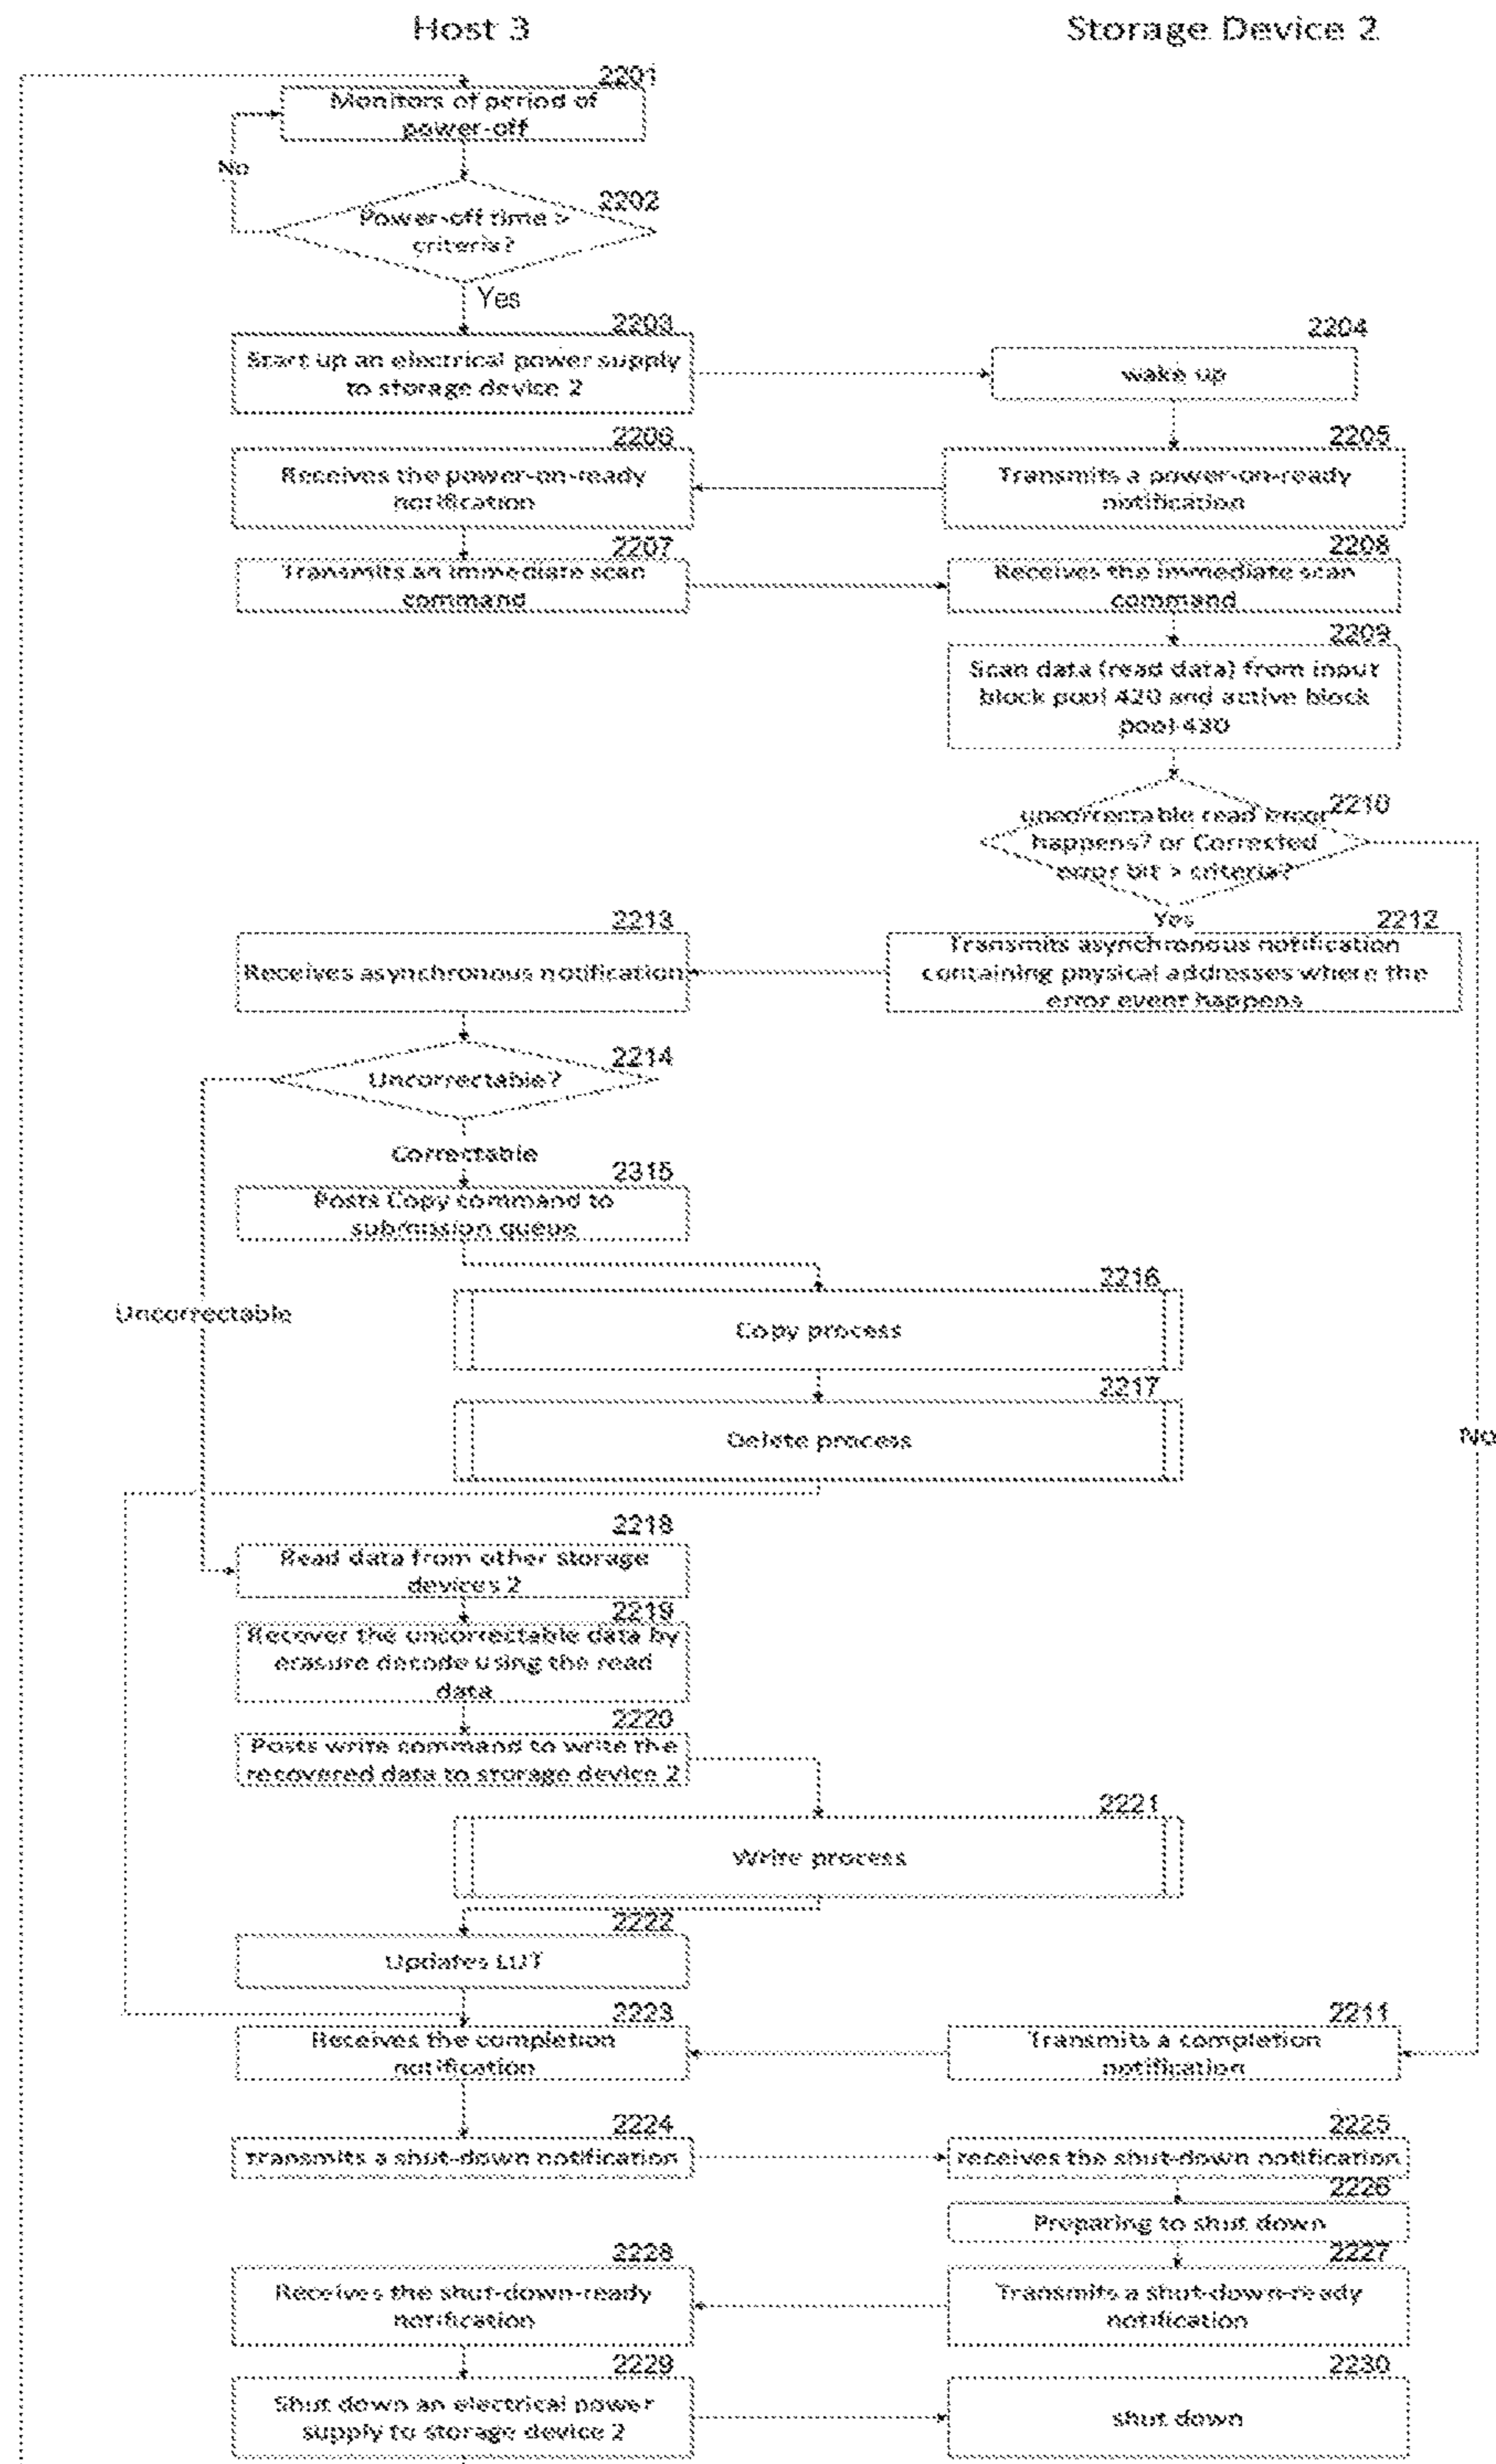 Host 3
Storage Device 2
2201
Monitors of period of
power-off
No
2202
Power-off time >
criteria?
Yes
2203
Start up an electrical power supply
to storage device 2
2204
wake up
2206
Receives the power-on-ready
notification
2205
Transmits a power-on-ready
notification
2207
Transmits an immediate scan
command
2208
Receives the immediate scan
command
2209
Scan data (read data) from input
block pool 420 and active block
pool 430
2210
uncorrectable read error
happens? or Corrected
error bit > criteria?
Yes
2213
Receives asynchronous notification
2212
Transmits asynchronous notification
containing physical addresses where the
error event happens
2214
Uncorrectable?
Correctable
2315
Posts Copy command to
submission queue
2216
Copy process
Uncorrectable
2217
Delete process
No
2218
Read data from other storage
devices 2
2219
Recover the uncorrectable data by
erasure decode using the read
data
2220
Posts write command to write the
recovered data to storage device 2
2221
Write process
2222
Updates LUT
2223
Receives the completion
notification
2211
Transmits a completion
notification
2224
transmits a shut-down notification
2225
receives the shut-down notification
2226
Preparing to shut down
2228
Receives the shut-down-ready
notification
2227
Transmits a shut-down-ready
notification
2229
Shut down an electrical power
supply to storage device 2
2230
shut down